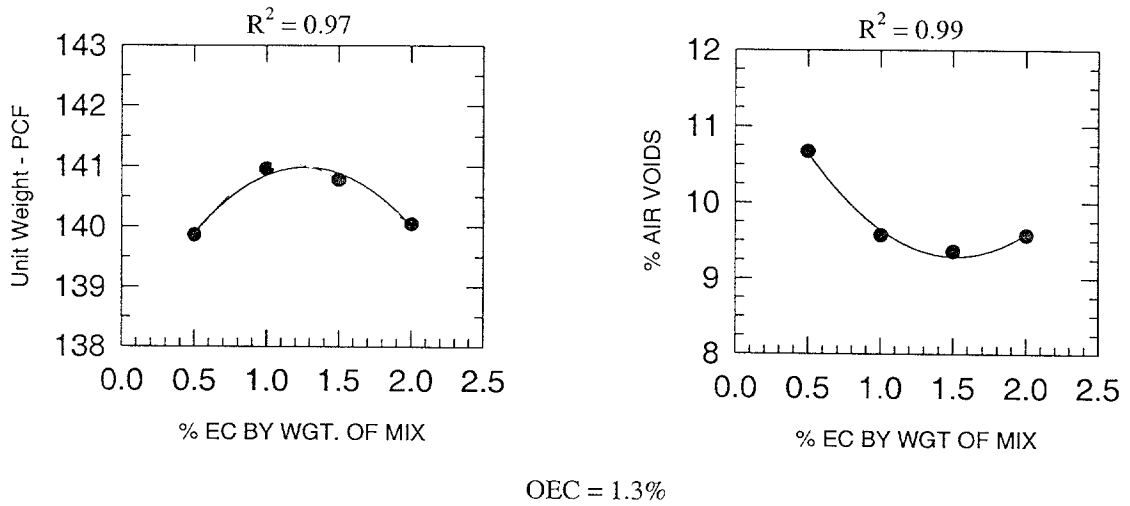 R² = 0.97
143
142
141
140
139
138
Unit Weight - PCF
0.0 0.5 1.0 1.5 2.0 2.5
% EC BY WGT. OF MIX
R² = 0.99
12
11
10
9
8
% AIR VOIDS
0.0 0.5 1.0 1.5 2.0 2.5
% EC BY WGT OF MIX
OEC = 1.3%